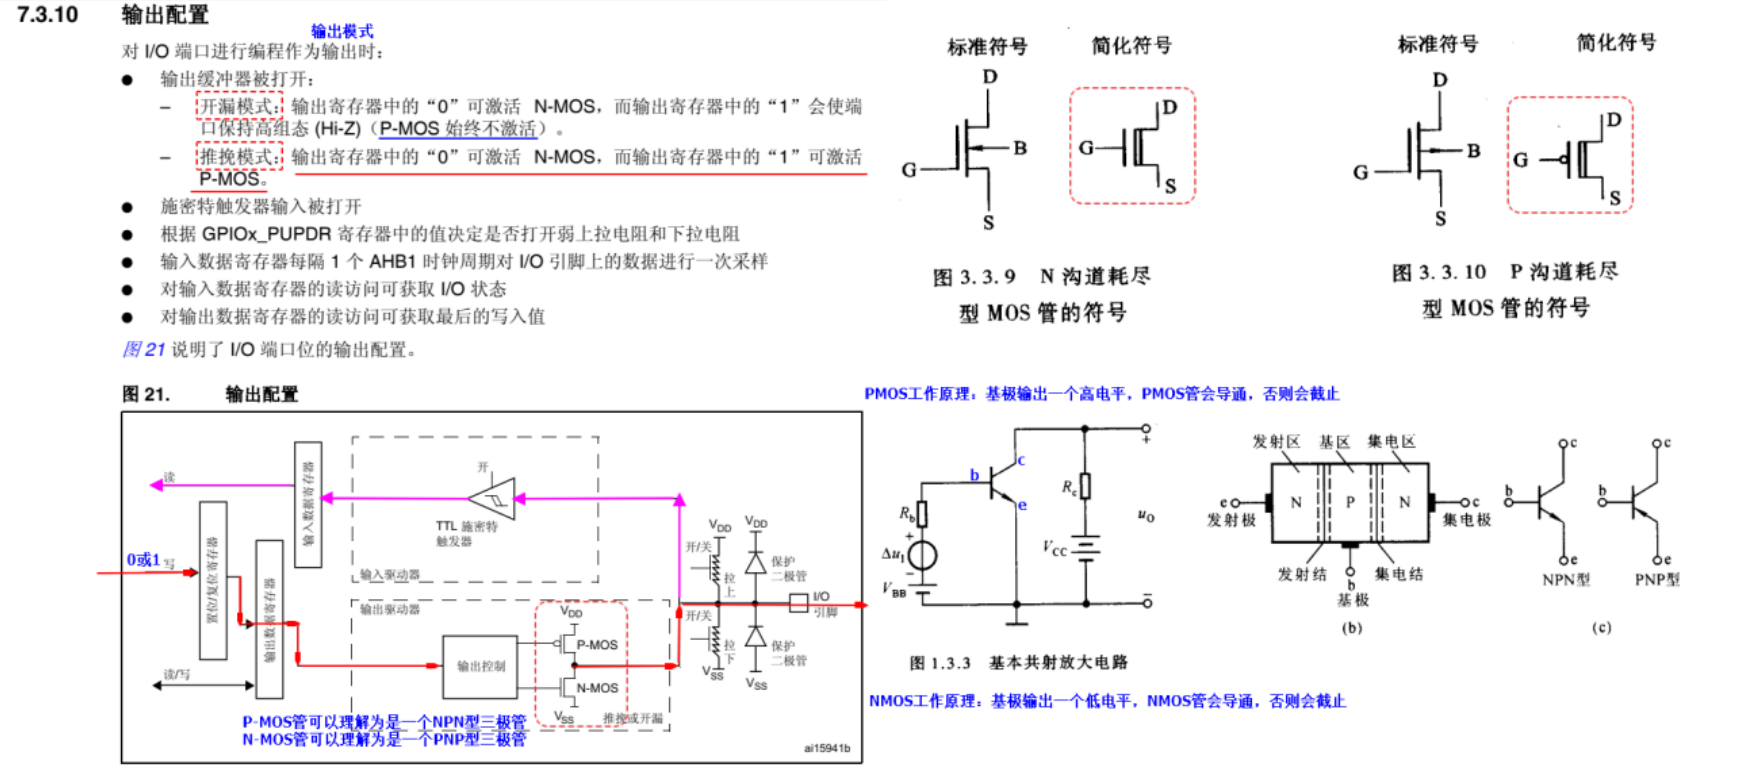 7.3.10 输出配置
输出模式
对 I/O 端口进行编程作为输出时:
● 输出缓冲器被打开:
– 开漏模式: 输出寄存器中的“0”可激活 N-MOS，而输出寄存器中的“1”会使端
口保持高组态 (Hi-Z)（P-MOS 始终不激活）。
– 推挽模式: 输出寄存器中的“0”可激活 N-MOS，而输出寄存器中的“1”可激活
P-MOS。
● 施密特触发器输入被打开
● 根据 GPIOx_PUPDR 寄存器中的值决定是否打开弱上拉电阻和下拉电阻
● 输入数据寄存器每隔 1 个 AHB1 时钟周期对 I/O 引脚上的数据进行一次采样
● 对输入数据寄存器的读访问可获取 I/O 状态
● 对输出数据寄存器的读访问可获取最后的写入值
图 21 说明了 I/O 端口位的输出配置。
标准符号 简化符号
D
G
B
S
D
G
S
图 3.3.9 N 沟道耗尽
型 MOS 管的符号
标准符号 简化符号
D
G
B
S
D
G
S
图 3.3.10 P 沟道耗尽
型 MOS 管的符号
图 21. 输出配置
读
0或1 写
读/写
置位/复位寄存器
输入数据寄存器
输出数据寄存器
开
TTL 施密特
触发器
输入驱动器
输出驱动器
输出控制
VDD
P-MOS
N-MOS
VSS
推挽或开漏
VDD VDD
开/关
拉
上
保护
二极管
I/O
引脚
开/关
拉
下
保护
二极管
VSS VSS
P-MOS管可以理解为是一个NPN型三极管
N-MOS管可以理解为是一个PNP型三极管
ai15941b
PMOS工作原理：基极输出一个高电平，PMOS管会导通，否则会截止
b
c
e
Rb
+
ΔuI
−
VBB
Rc
VCC
+
uO
−
图 1.3.3 基本共射放大电路
发射区 基区 集电区
N P N
e
发射极
c
集电极
发射结 集电结
b
基极
(b)
c
b
e
NPN型
c
b
e
PNP型
(c)
NMOS工作原理：基极输出一个低电平，NMOS管会导通，否则会截止